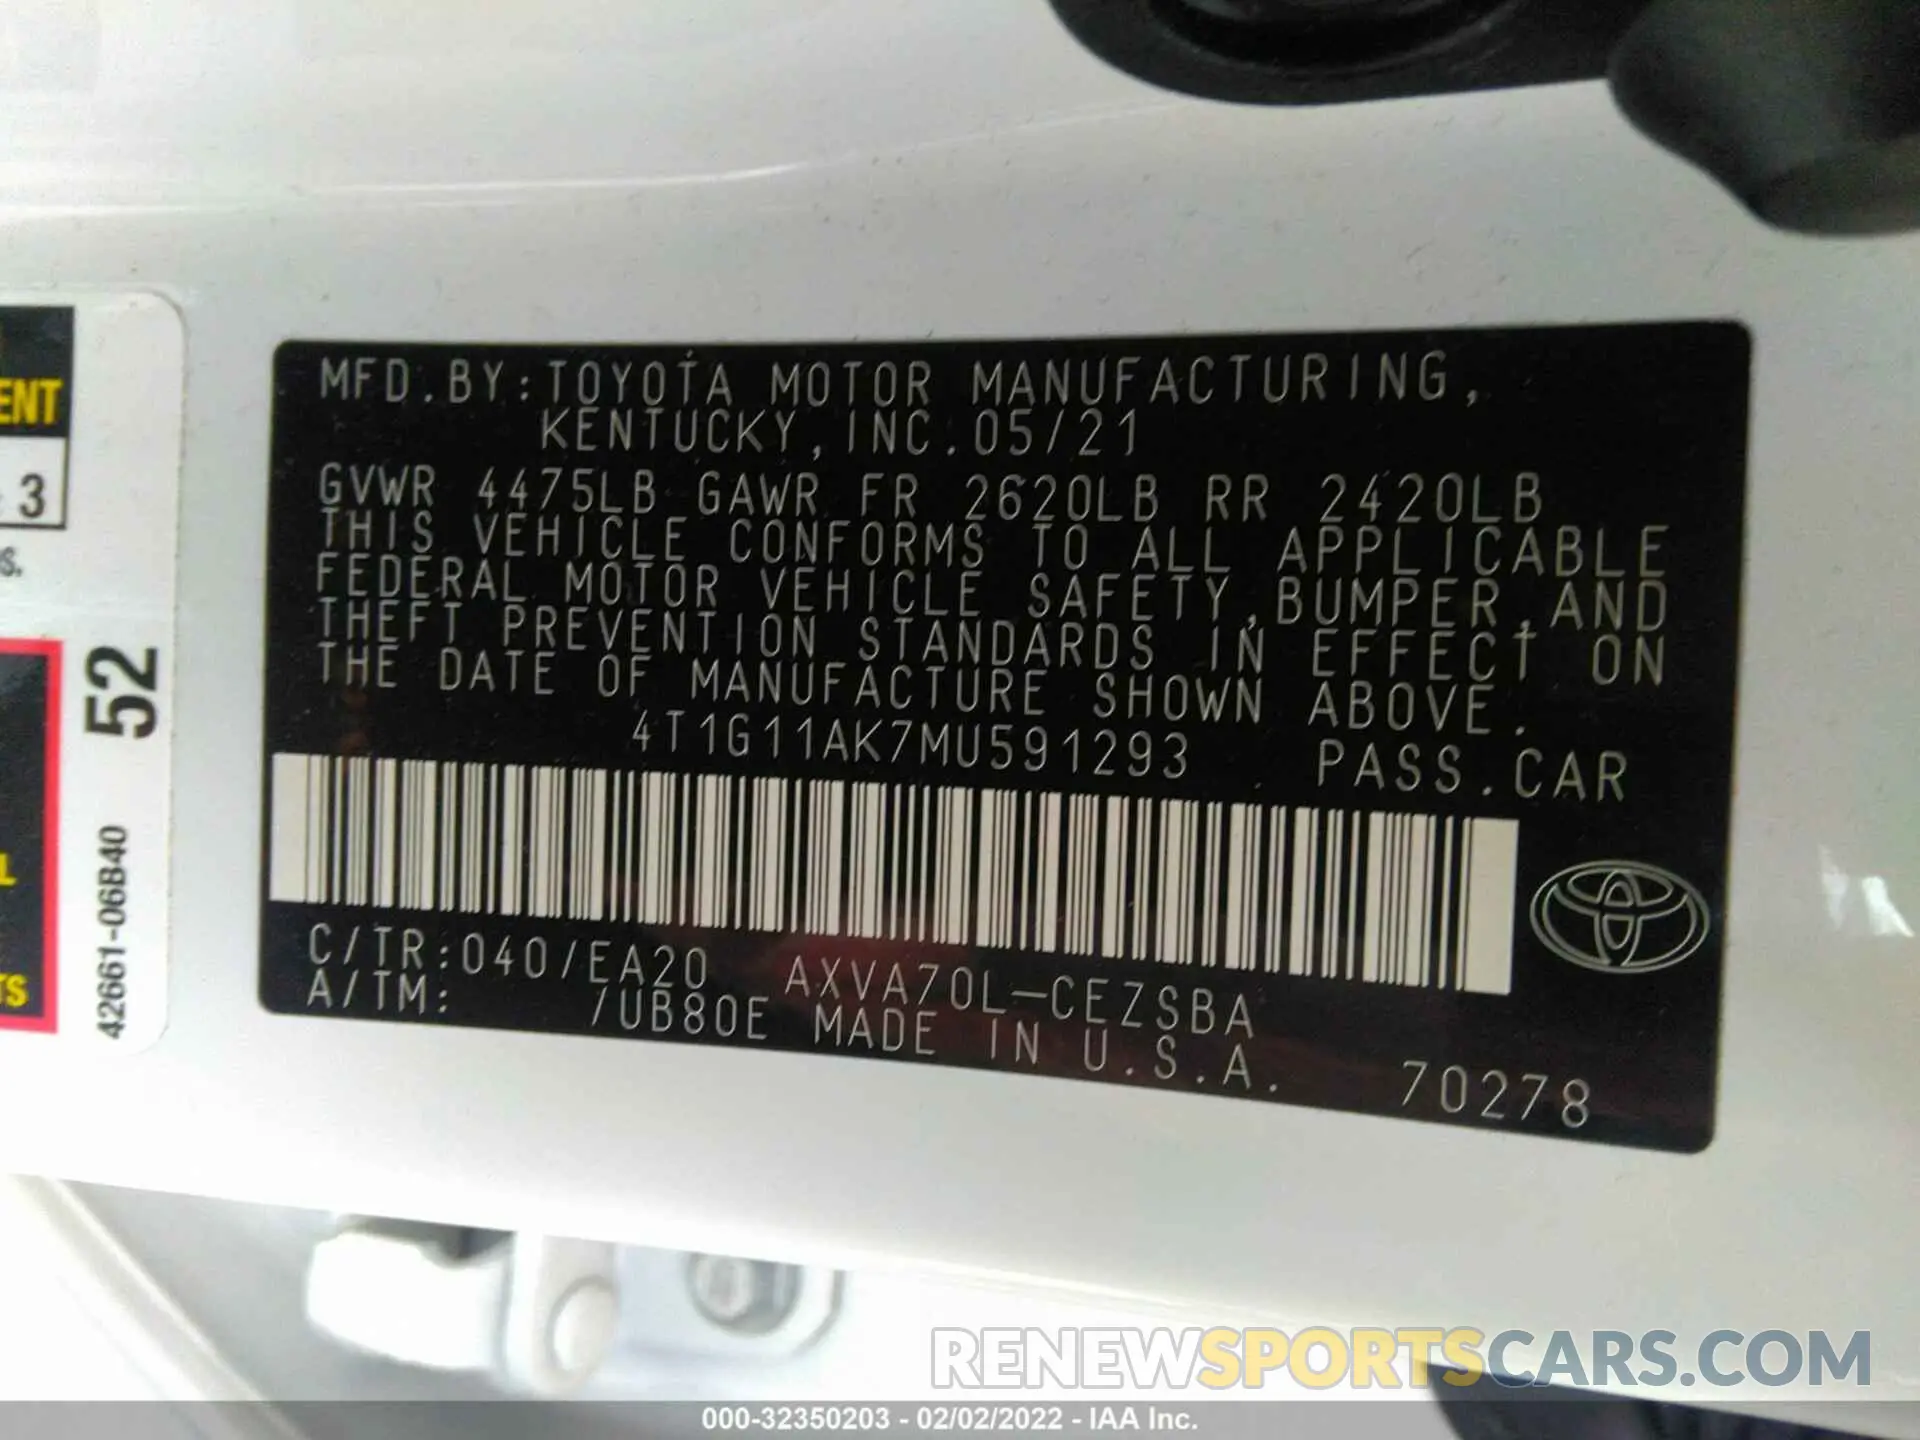 MFD.BY:TOYOTA MOTOR MANUFACTURING,
KENTUCKY,INC.05/21
GVWR 4475LB GAWR FR 2620LB RR 2420LB
THIS VEHICLE CONFORMS TO ALL APPLICABLE
FEDERAL MOTOR VEHICLE SAFETY,BUMPER,AND
THEFT PREVENTION STANDARDS IN EFFECT ON
THE DATE OF MANUFACTURE SHOWN ABOVE.
4T1G11AK7MU591293 PASS.CAR
C/TR:040/EA20 AXVA70L-CEZSBA
A/TM: /UB80E MADE IN U.S.A.
70278
ENT
3
s.
52
42661-06B40
L
TS
RENEWSPORTSCARS.COM
000-32350203 - 02/02/2022 - IAA Inc.